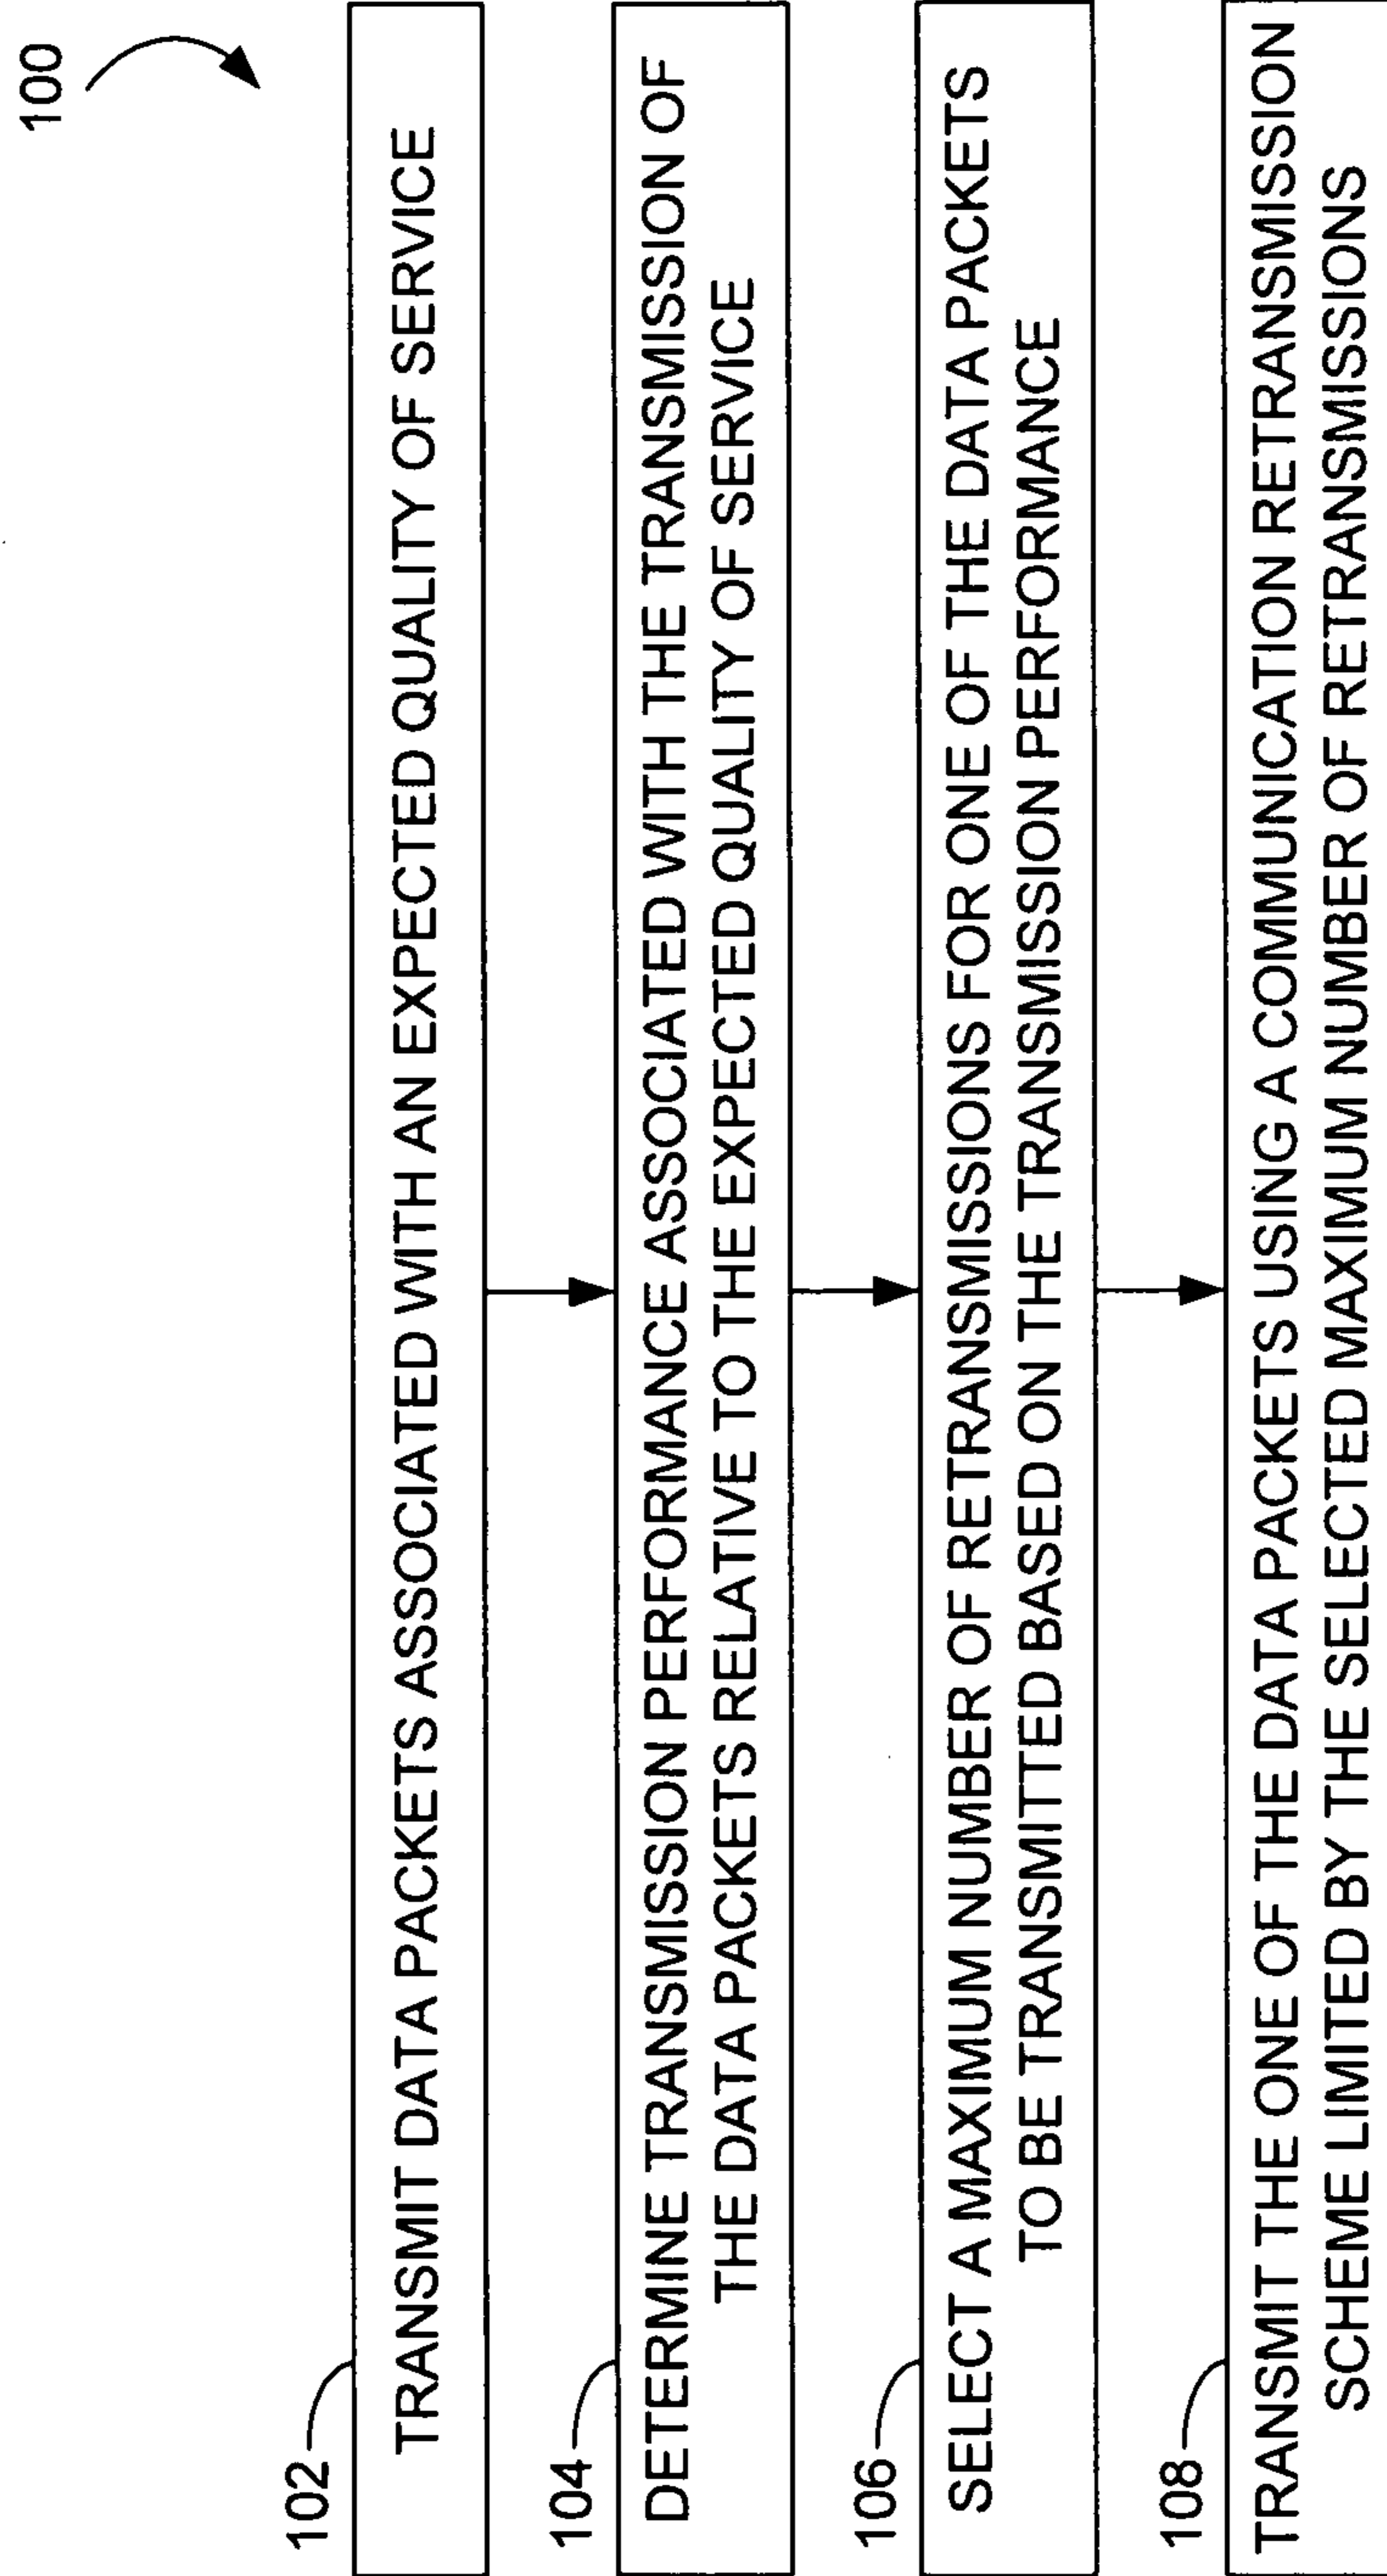 100
102
TRANSMIT DATA PACKETS ASSOCIATED WITH AN EXPECTED QUALITY OF SERVICE
104
DETERMINE TRANSMISSION PERFORMANCE ASSOCIATED WITH THE TRANSMISSION OF
THE DATA PACKETS RELATIVE TO THE EXPECTED QUALITY OF SERVICE
106
SELECT A MAXIMUM NUMBER OF RETRANSMISSIONS FOR ONE OF THE DATA PACKETS
TO BE TRANSMITTED BASED ON THE TRANSMISSION PERFORMANCE
108
TRANSMIT THE ONE OF THE DATA PACKETS USING A COMMUNICATION RETRANSMISSION
SCHEME LIMITED BY THE SELECTED MAXIMUM NUMBER OF RETRANSMISSIONS